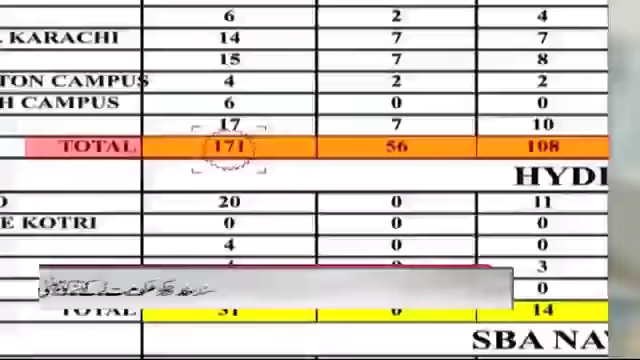 6 2 4
. KARACHI 14 7 7
15 7 8
TON CAMPUS 4 2 2
H CAMPUS 6 0 0
17 7 10
TOTAL 171 56 108
HYDI
O 20 0 11
E KOTRI 0 0 0
4 0 0
3
0
TOTAL 31 0 14
SBA NA